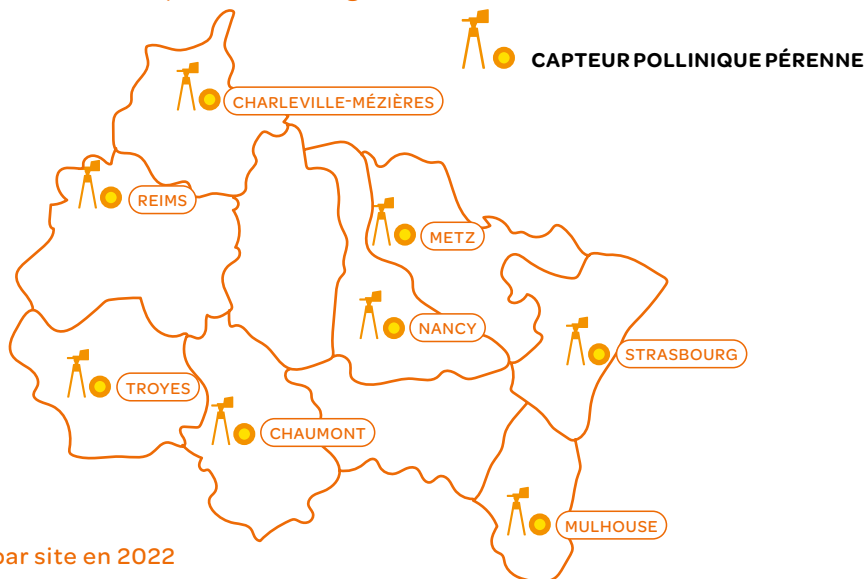 CAPTEUR POLLINIQUE PÉRENNE
CHARLEVILLE-MÉZIÈRES
REIMS
METZ
NANCY
STRASBOURG
TROYES
CHAUMONT
MULHOUSE
par site en 2022